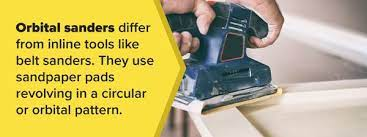 Orbital sanders differ
from inline tools like
belt sanders. They use
sandpaper pads
revolving in a circular
or orbital pattern.